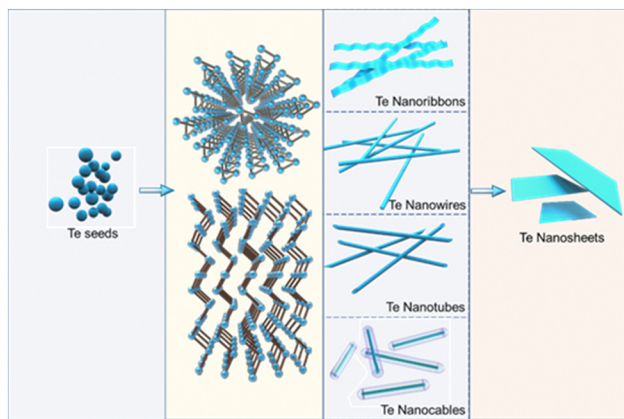 Te seeds
Te Nanoribbons
Te Nanowires
Te Nanotubes
Te Nanocables
Te Nanosheets